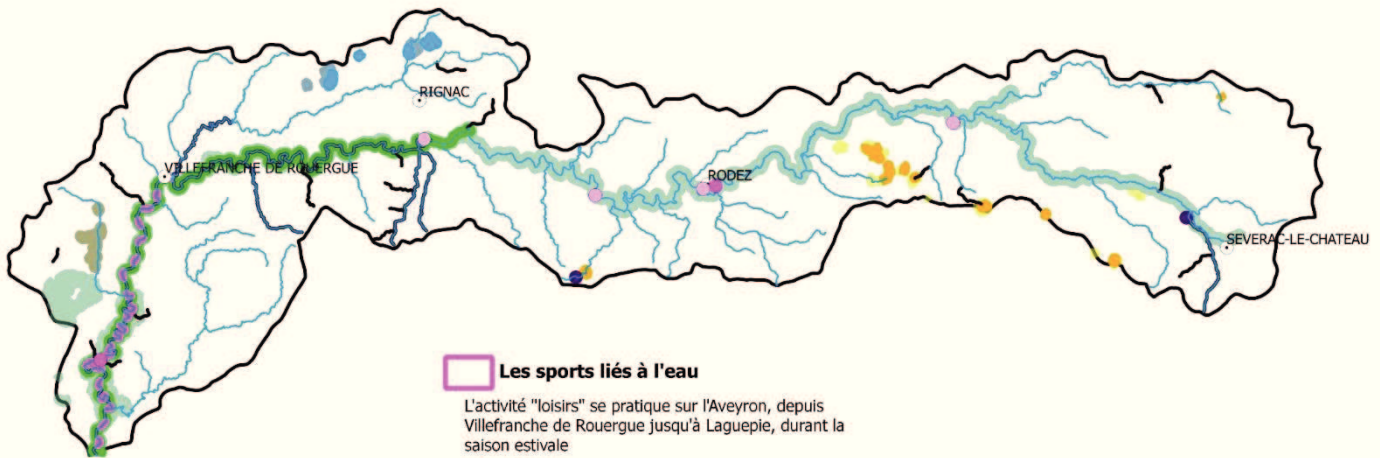 RIGNAC
VILLEFRANCHE DE ROUERGUE
RODEZ
SEVERAC-LE-CHATEAU
Les sports liés à l'eau
L'activité "loisirs" se pratique sur l'Aveyron, depuis
Villefranche de Rouergue jusqu'à Laguepie, durant la
saison estivale